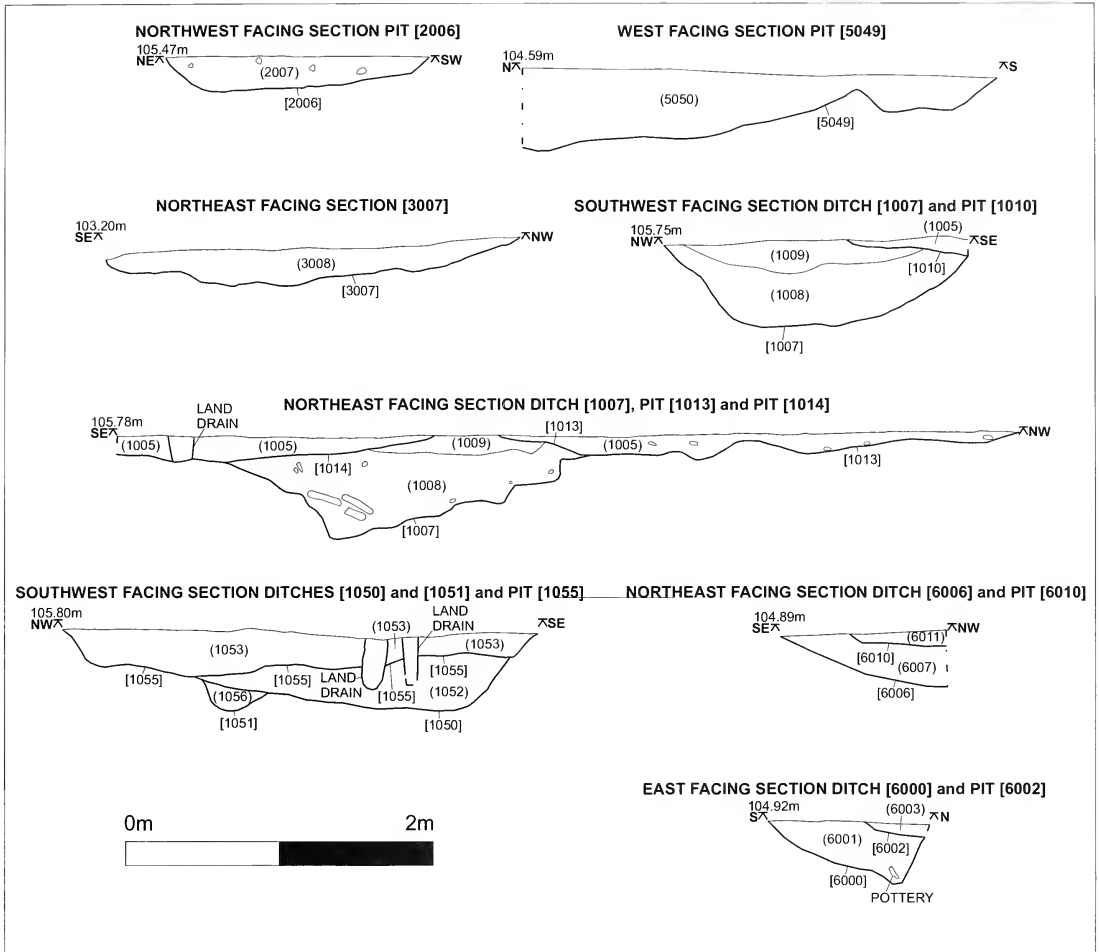 NORTHWEST FACING SECTION PIT [2006]
105.47m
NE SW
(2007)
[2006]
WEST FACING SECTION PIT [5049]
104.59m
N S
(5050)
[5049]
NORTHEAST FACING SECTION [3007]
103.20m
SE NW
(3008)
[3007]
SOUTHWEST FACING SECTION DITCH [1007] and PIT [1010]
105.75m (1005)
NW SE
(1009)
[1010]
(1008)
[1007]
NORTHEAST FACING SECTION DITCH [1007], PIT [1013] and PIT [1014]
105.78m LAND
DRAIN
SE [1013] NW
(1005) (1005) (1009) (1005)
[1014] [1013]
(1008)
[1007]
SOUTHWEST FACING SECTION DITCHES [1050] and [1051] and PIT [1055]
105.80m LAND
DRAIN
NW (1053) SE
(1053) (1053)
[1055] [1055] [1055]
LAND
DRAIN
[1055] (1052)
(1056)
[1051] [1050]
NORTHEAST FACING SECTION DITCH [6006] and PIT [6010]
104.89m
SE NW
(6011)
[6010]
(6007)
[6006]
EAST FACING SECTION DITCH [6000] and PIT [6002]
104.92m (6003)
S N
(6001)
[6002]
[6000]
POTTERY
0m 2m